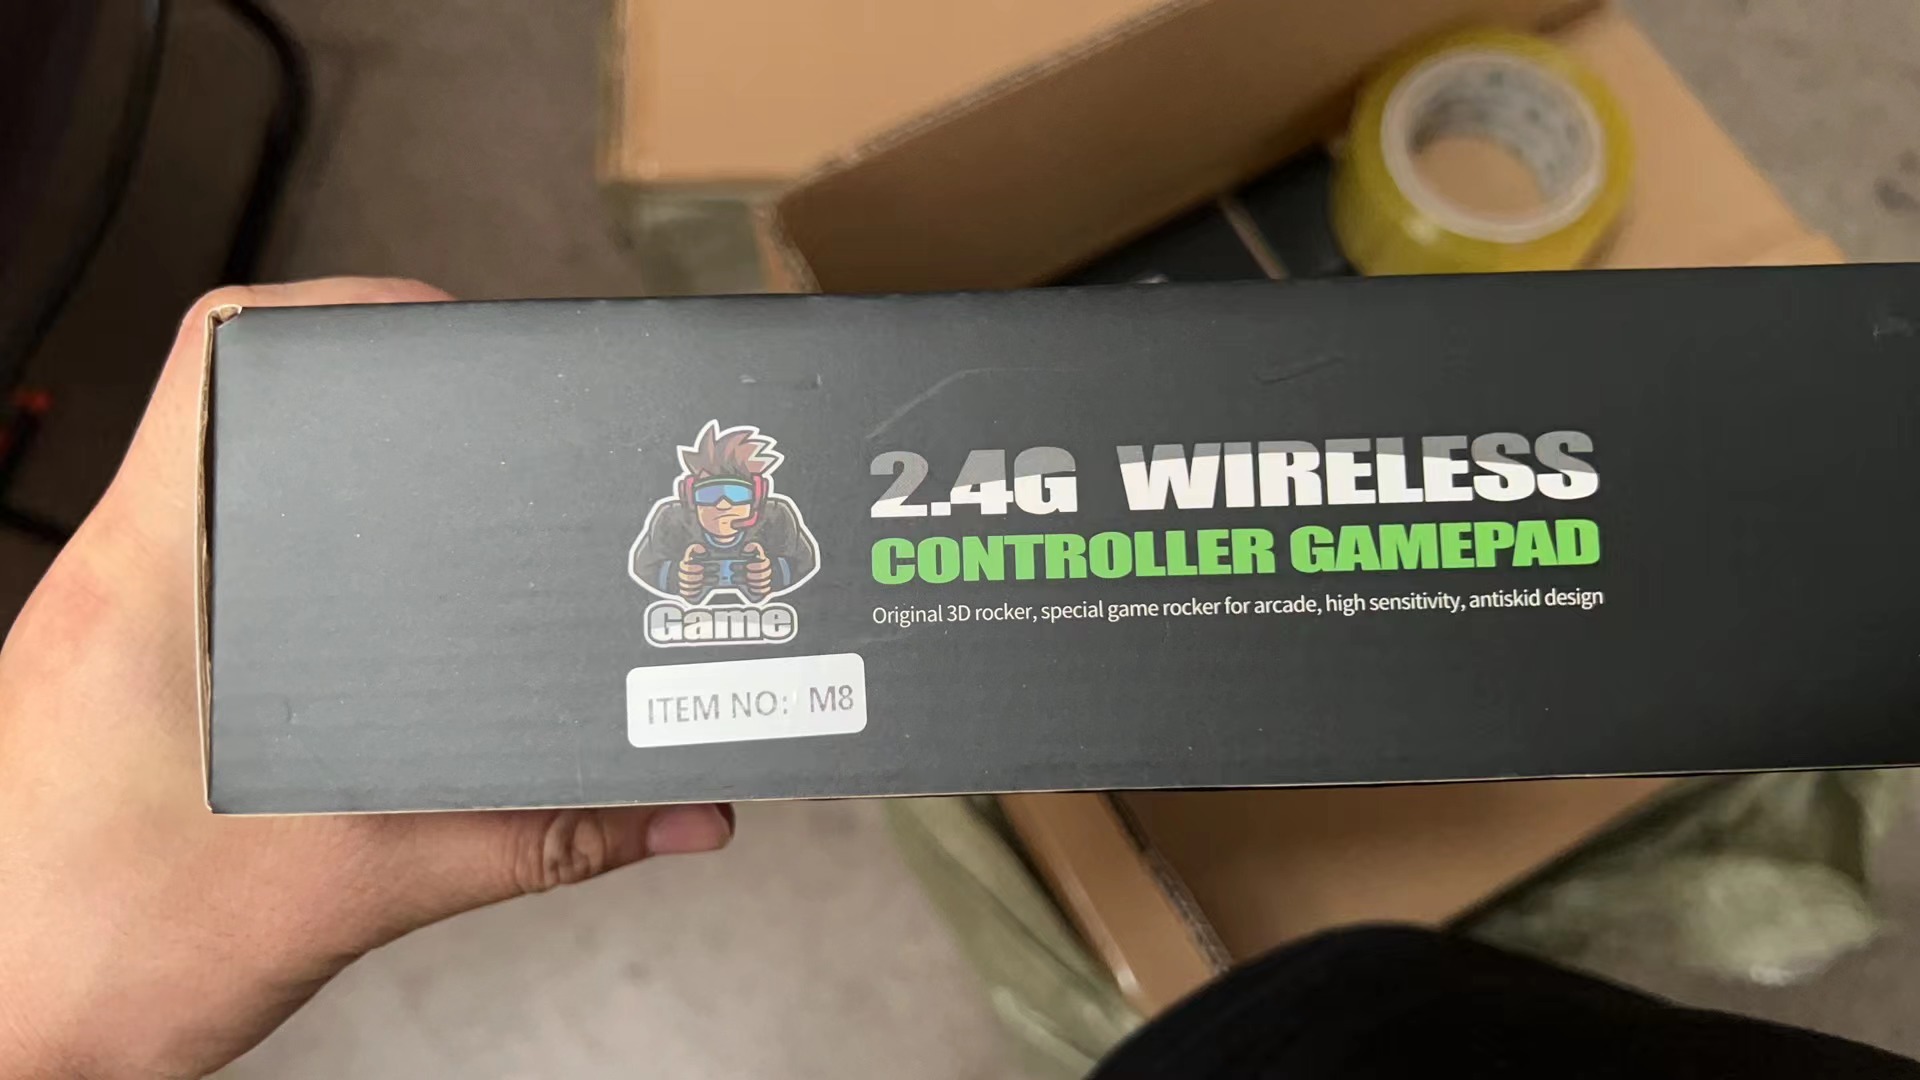 2.4G WIRELESS
CONTROLLER GAMEPAD
Original 3D rocker, special game rocker for arcade, high sensitivity, antiskid design
Game
ITEM NO: M8